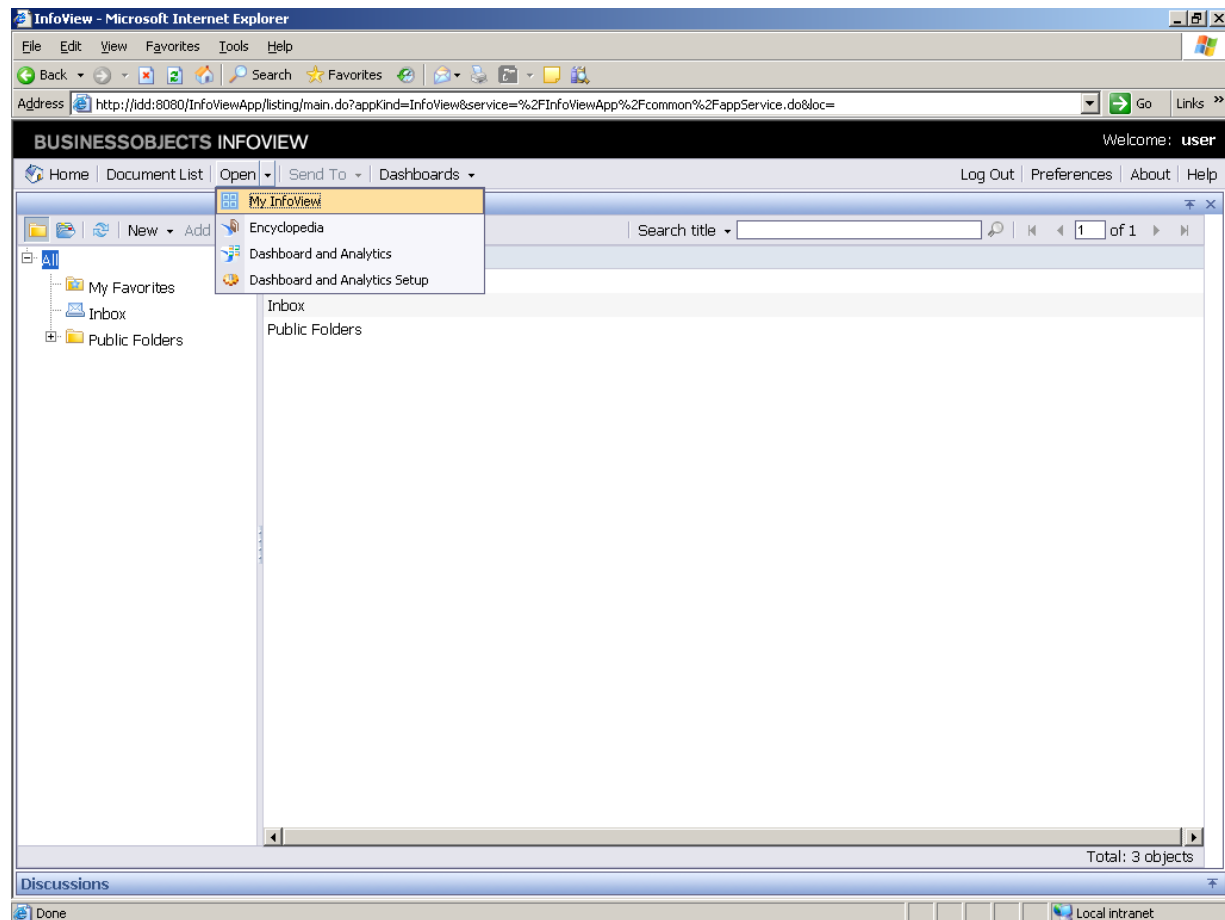 InfoView - Microsoft Internet Explorer
File Edit View Favorites Tools Help
Back Search Favorites
Address http://idd:8080/InfoViewApp/listing/main.do?appKind=InfoView&service=%2FInfoViewApp%2Fcommon%2FappService.do&loc= Go Links »
BUSINESSOBJECTS INFOVIEW Welcome: user
Home Document List Open Send To Dashboards Log Out Preferences About Help
My InfoView
New Add Search title 1 of 1
Encyclopedia
Dashboard and Analytics
Dashboard and Analytics Setup
All
My Favorites
Inbox
Public Folders
Inbox
Public Folders
Total: 3 objects
Discussions
Done Local intranet